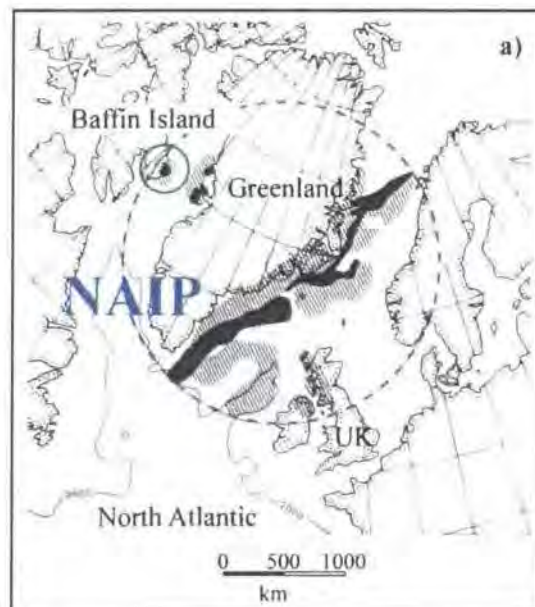 a)
Baffin Island
Greenland
NAIP
UK
North Atlantic
0 500 1000
km